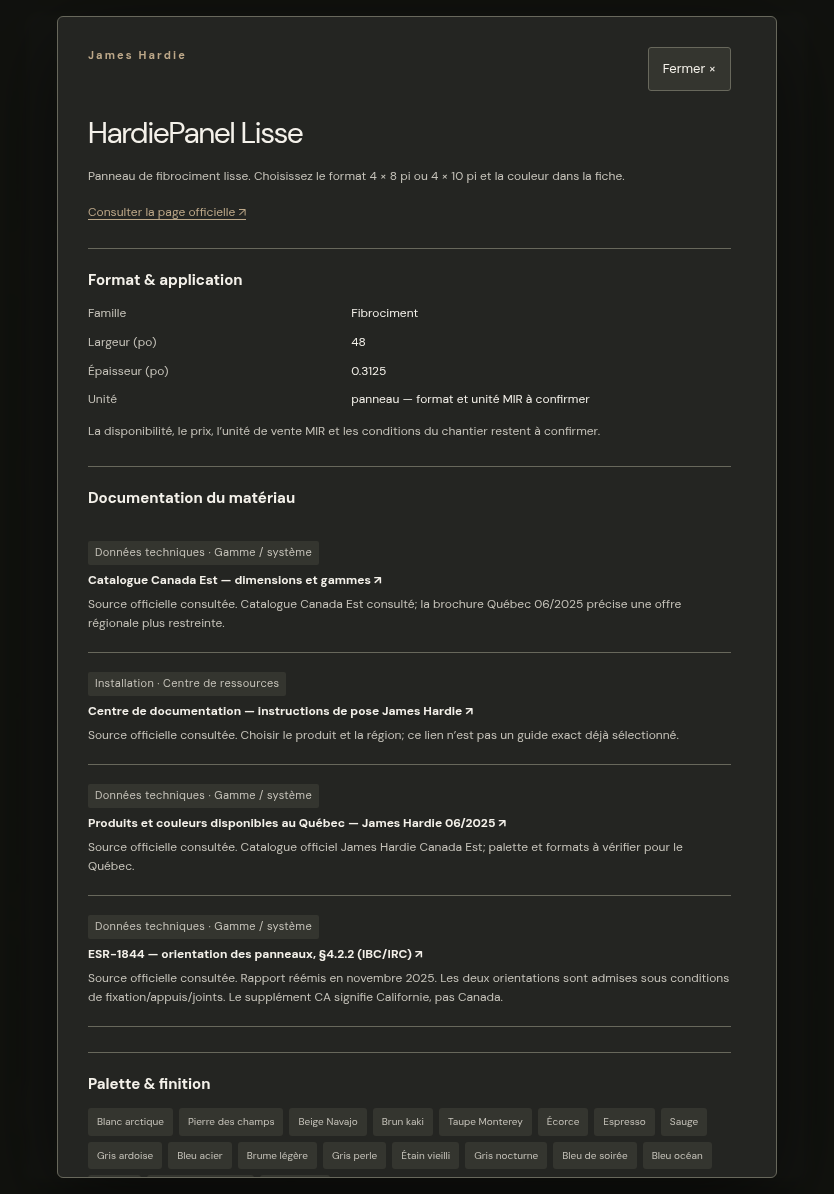 James Hardie
Fermer ×
HardiePanel Lisse
Panneau de fibrociment lisse. Choisissez le format 4 × 8 pi ou 4 × 10 pi et la couleur dans la fiche.
Consulter la page officielle ↗
Format & application
Famille Fibrociment
Largeur (po) 48
Épaisseur (po) 0.3125
Unité panneau — format et unité MIR à confirmer
La disponibilité, le prix, l’unité de vente MIR et les conditions du chantier restent à confirmer.
Documentation du matériau
Données techniques · Gamme / système
Catalogue Canada Est — dimensions et gammes ↗
Source officielle consultée. Catalogue Canada Est consulté; la brochure Québec 06/2025 précise une offre
régionale plus restreinte.
Installation · Centre de ressources
Centre de documentation — instructions de pose James Hardie ↗
Source officielle consultée. Choisir le produit et la région; ce lien n’est pas un guide exact déjà sélectionné.
Données techniques · Gamme / système
Produits et couleurs disponibles au Québec — James Hardie 06/2025 ↗
Source officielle consultée. Catalogue officiel James Hardie Canada Est; palette et formats à vérifier pour le
Québec.
Données techniques · Gamme / système
ESR-1844 — orientation des panneaux, §4.2.2 (IBC/IRC) ↗
Source officielle consultée. Rapport réémis en novembre 2025. Les deux orientations sont admises sous conditions
de fixation/appuis/joints. Le supplément CA signifie Californie, pas Canada.
Palette & finition
Blanc arctique Pierre des champs Beige Navajo Brun kaki Taupe Monterey Écorce Espresso Sauge
Gris ardoise Bleu acier Brume légère Gris perle Étain vieilli Gris nocturne Bleu de soirée Bleu océan